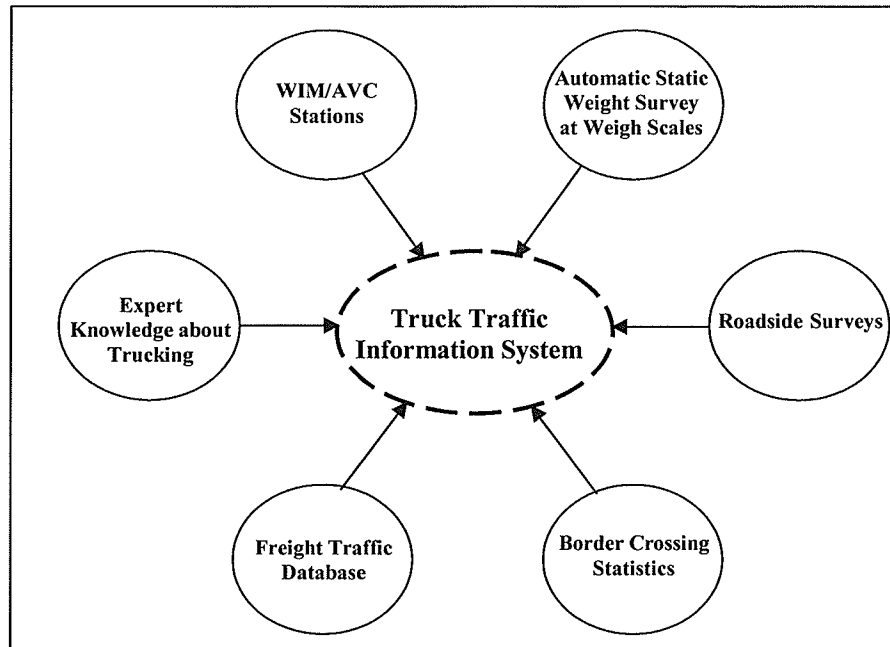 WIM/AVC
Stations
Automatic Static
Weight Survey
at Weigh Scales
Expert
Knowledge about
Trucking
Truck Traffic
Information System
Roadside Surveys
Freight Traffic
Database
Border Crossing
Statistics